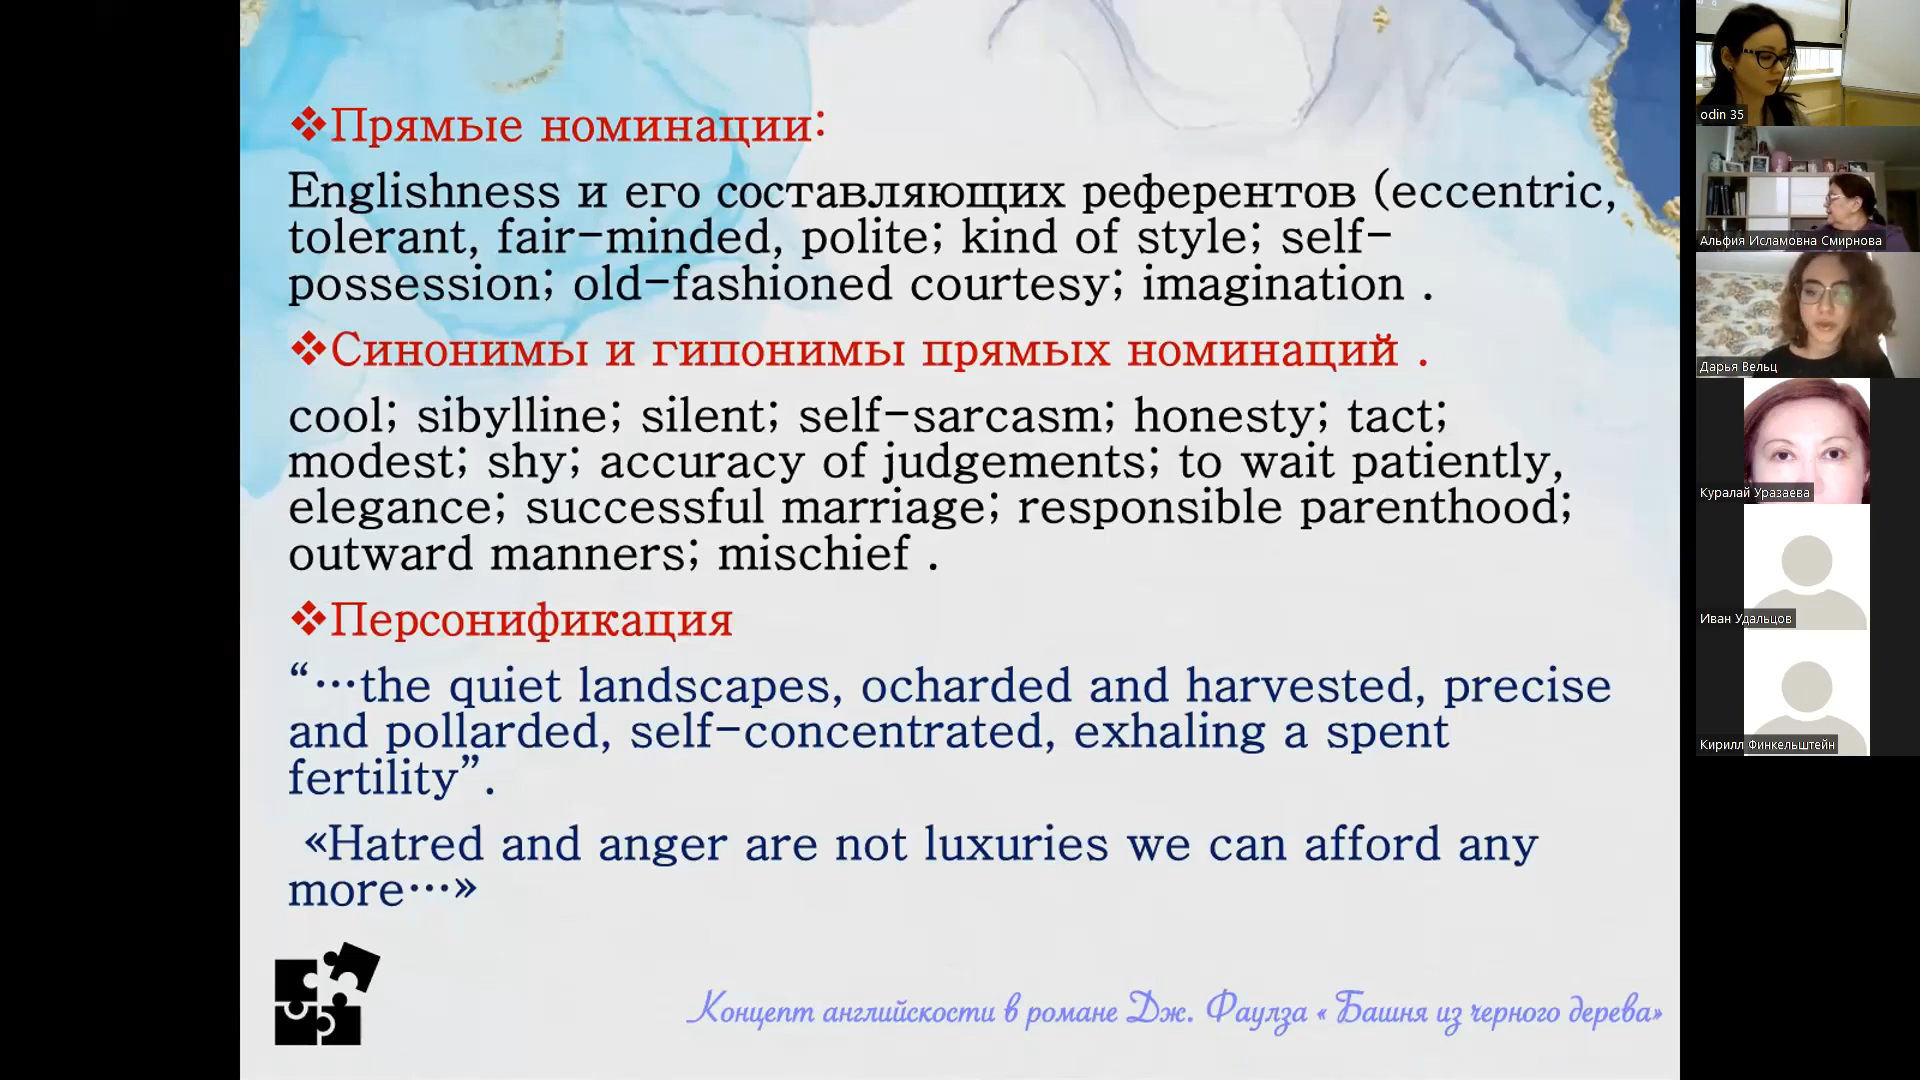 ❖Прямые номинации:
Englishness и его составляющих референтов (eccentric,
tolerant, fair-minded, polite; kind of style; self-
possession; old-fashioned courtesy; imagination .
❖Синонимы и гипонимы прямых номинаций .
cool; sibylline; silent; self-sarcasm; honesty; tact;
modest; shy; accuracy of judgements; to wait patiently,
elegance; successful marriage; responsible parenthood;
outward manners; mischief .
❖Персонификация
“…the quiet landscapes, ocharded and harvested, precise
and pollarded, self-concentrated, exhaling a spent
fertility”.
«Hatred and anger are not luxuries we can afford any
more…»
Концепт английскости в романе Дж. Фаулза « Башня из черного дерева»
odin 35
Альфия Исламовна Смирнова
Дарья Вельц
Куралай Уразаева
Иван Удальцов
Кирилл Финкельштейн